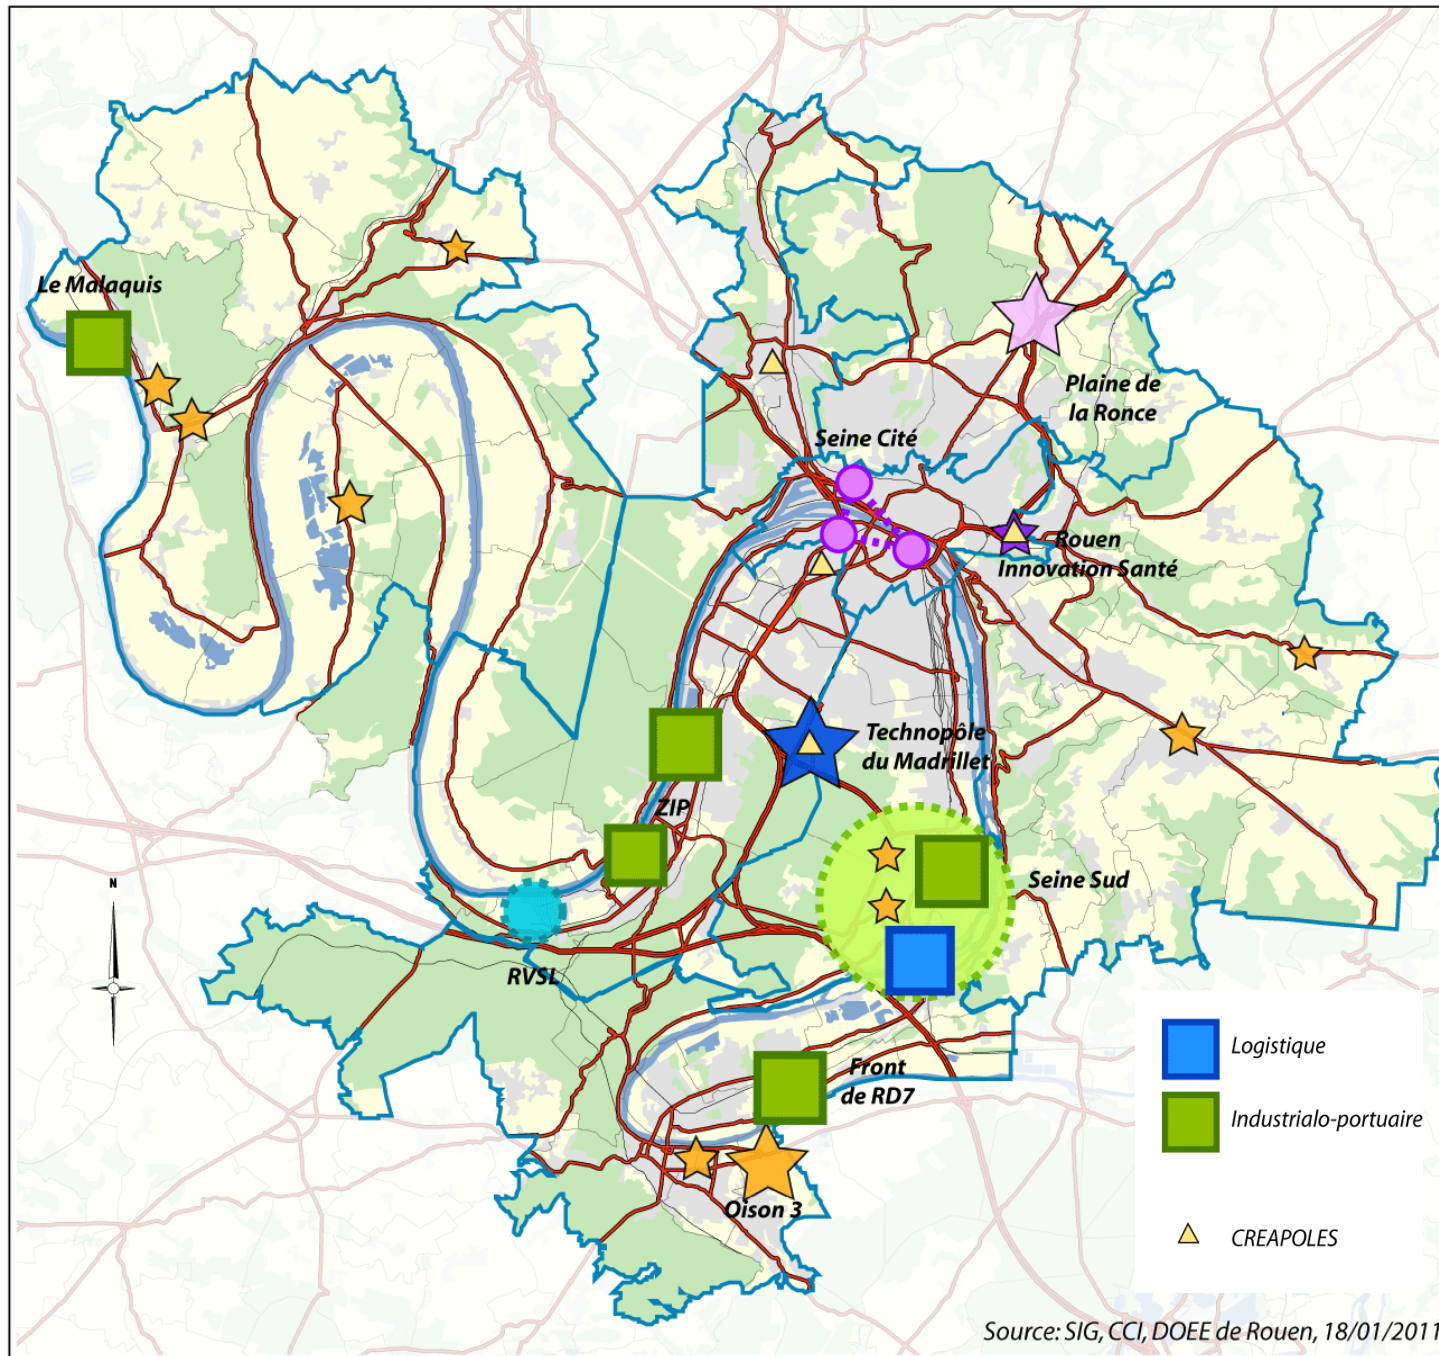 Le Malaquis
Plaine de
la Ronce
Seine Cité
Rouen
Innovation Santé
Technopôle
du Madrillet
ZIP
Seine Sud
RVSL
N
Front
de RD7
Oison 3
Logistique
Industrialo-portuaire
CREAPOLES
Source: SIG, CCI, DOEE de Rouen, 18/01/2011